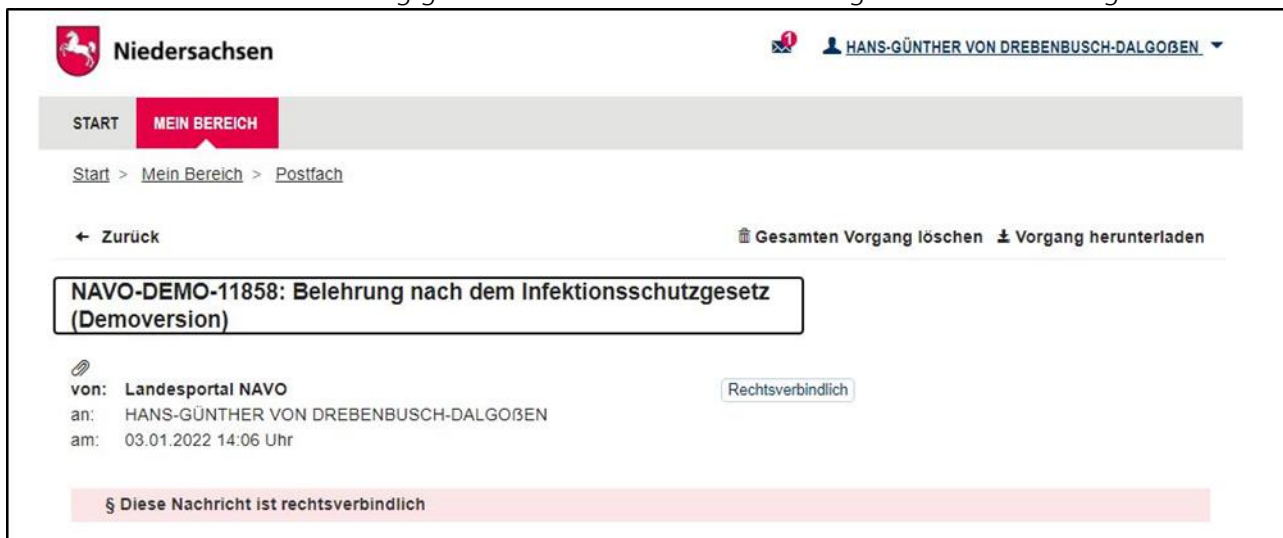 Niedersachsen
1
HANS-GÜNTHER VON DREBENBUSCH-DALGOßEN
START MEIN BEREICH
Start > Mein Bereich > Postfach
← Zurück
Gesamten Vorgang löschen Vorgang herunterladen
NAVO-DEMO-11858: Belehrung nach dem Infektionsschutzgesetz
(Demoversion)
von: Landesportal NAVO
Rechtsverbindlich
an: HANS-GÜNTHER VON DREBENBUSCH-DALGOßEN
am: 03.01.2022 14:06 Uhr
§ Diese Nachricht ist rechtsverbindlich